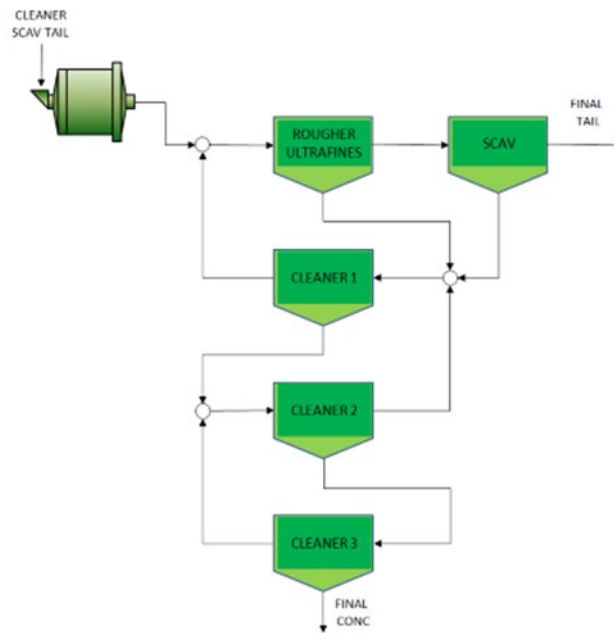 CLEANER
SCAV TAIL
ROUGHER
ULTRAFINES
SCAV
FINAL
TAIL
CLEANER 1
CLEANER 2
CLEANER 3
FINAL
CONC